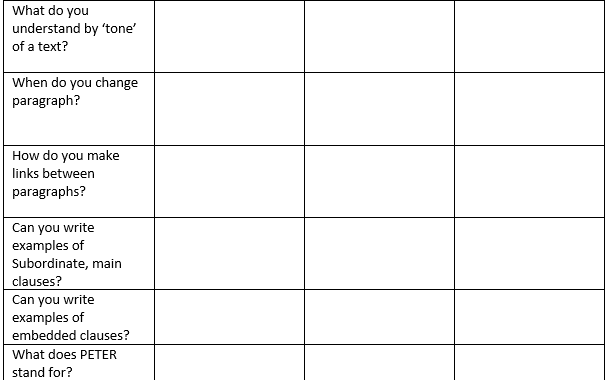 What do you
understand by ‘tone’
of a text?
When do you change
paragraph?
How do you make
links between
paragraphs?
Can you write
examples of
Subordinate, main
clauses?
Can you write
examples of
embedded clauses?
What does PETER
stand for?